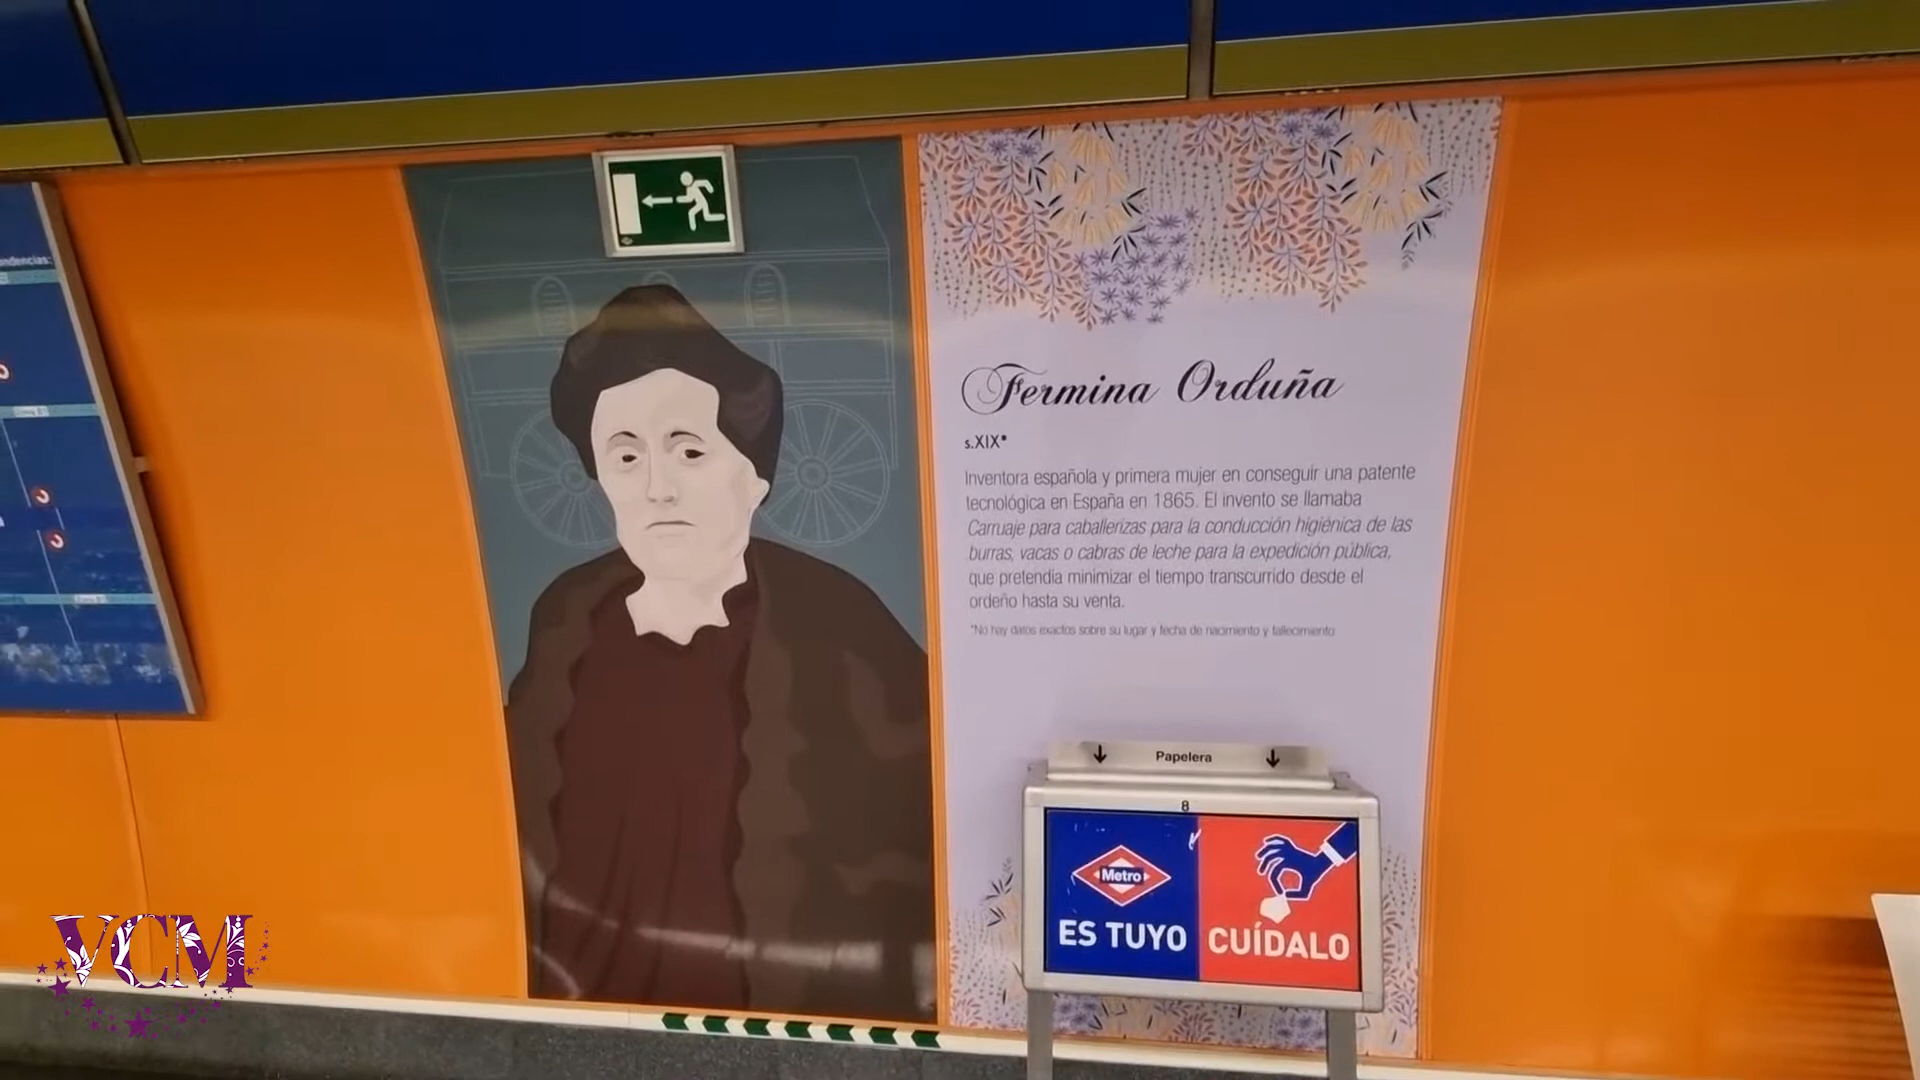 Fermina Orduña
s.XIX*
Inventora española y primera mujer en conseguir una patente
tecnológica en España en 1865. El invento se llamaba
Carruaje para caballerizas para la conducción higiénica de las
burras, vacas o cabras de leche para la expedición pública,
que pretendía minimizar el tiempo transcurrido desde el
ordeño hasta su venta.
*No hay datos exactos sobre su lugar y fecha de nacimiento y fallecimiento
Papelera
8
Metro
ES TUYO
CUÍDALO
VCM